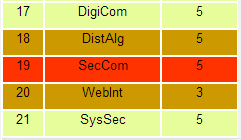 17 DigiCom 5
18 DistAlg 5
19 SecCom 5
20 WebInt 3
21 SysSec 5